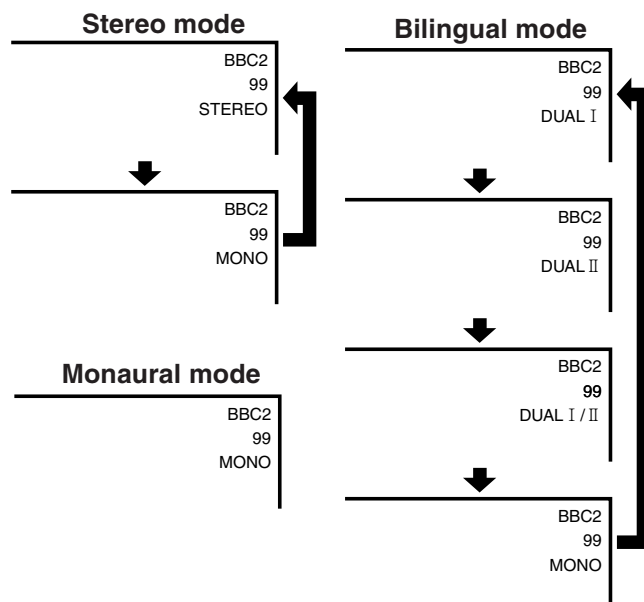 Stereo mode
BBC2
99
STEREO
BBC2
99
MONO
Monaural mode
BBC2
99
MONO
Bilingual mode
BBC2
99
DUAL Ⅰ
BBC2
99
DUAL Ⅱ
BBC2
99
DUAL Ⅰ/Ⅱ
BBC2
99
MONO